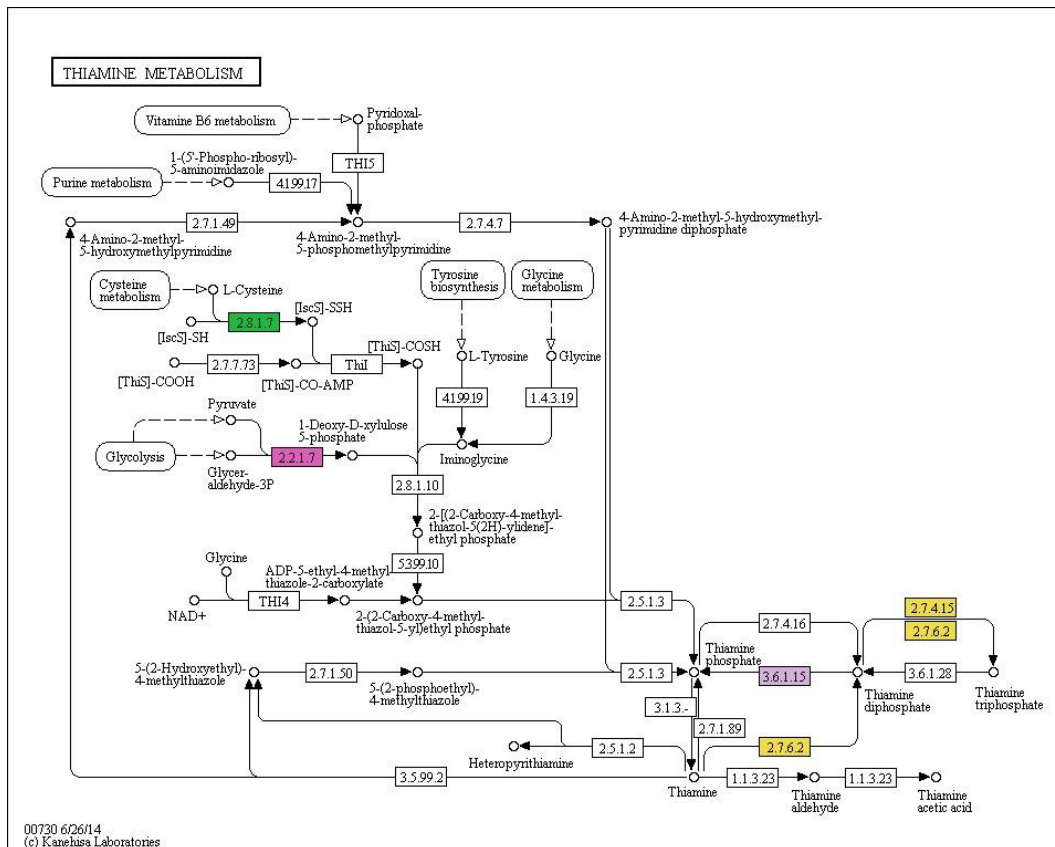 THIAMINE METABOLISM
Vitamine B6 metabolism
Pyridoxal-
phosphate
THI5
1-(5'-Phospho-ribosyl)-
5-aminoimidazole
Purine metabolism
4.1.99.17
2.7.1.49
2.7.4.7
4-Amino-2-methyl-5-hydroxymethyl-
pyrimidine diphosphate
4-Amino-2-methyl-
5-hydroxymethylpyrimidine
4-Amino-2-methyl-
5-phosphomethylpyrimidine
Cysteine
metabolism
L-Cysteine
Tyrosine
biosynthesis
Glycine
metabolism
[IscS]-SSH
2.8.1.7
[IscS]-SH
[ThiS]-COSH
2.7.7.73
ThiI
L-Tyrosine
Glycine
[ThiS]-COOH
[ThiS]-CO-AMP
4.1.99.19
1.4.3.19
Pyruvate
1-Deoxy-D-xylulose
5-phosphate
Glycolysis
2.2.1.7
Iminoglycine
Glycer-
aldehyde-3P
2.8.1.10
2-[(2-Carboxy-4-methyl-
thiazol-5(2H)-ylidene]-
ethyl phosphate
Glycine
5.3.99.10
ADP-5-ethyl-4-methyl
thiazole-2-carboxylate
THI4
NAD+
2-(2-Carboxy-4-methyl-
thiazol-5-yl)ethyl phosphate
2.5.1.3
2.7.4.15
2.7.6.2
2.7.4.16
Thiamine
phosphate
5-(2-Hydroxyethyl)-
4-methylthiazole
2.7.1.50
2.5.1.3
3.6.1.15
3.6.1.28
5-(2-phosphoethyl)-
4-methylthiazole
Thiamine
diphosphate
Thiamine
triphosphate
3.1.3.-
2.7.1.89
2.5.1.2
2.7.6.2
Heteropyrithiamine
3.5.99.2
1.1.3.23
1.1.3.23
Thiamine
Thiamine
aldehyde
Thiamine
acetic acid
00730 6/26/14
(c) Kanehisa Laboratories